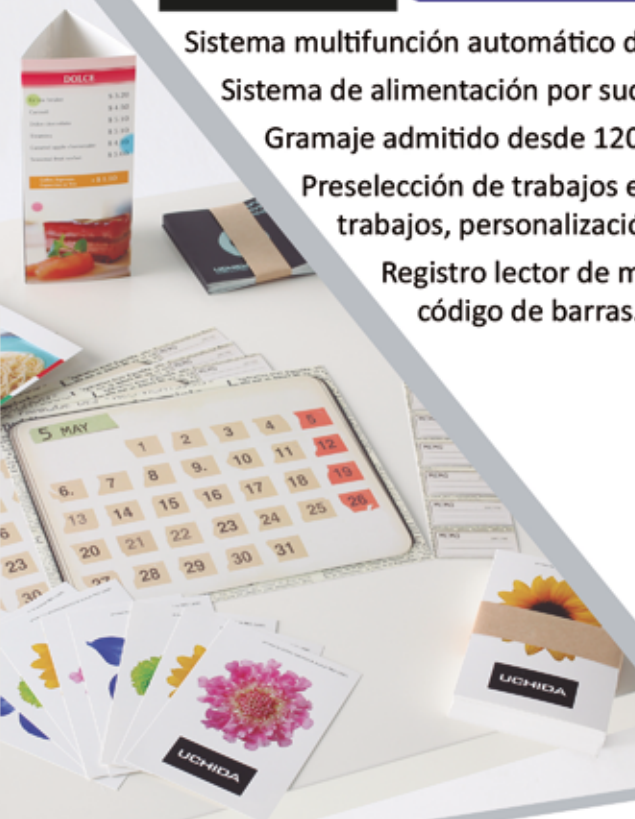 Sistema multifunción automático d
Sistema de alimentación por suc
Gramaje admitido desde 120
Preselección de trabajos e
trabajos, personalizació
Registro lector de m
código de barras.
DOLCE
5 MAY
1 2 3 4 5
6. 7 8 9. 10 11 12
13 14 15 16 17 18 19
20 21 22 23 24 25 26
27 28 29 30 31
23
30
UCHIDA
UCHIDA